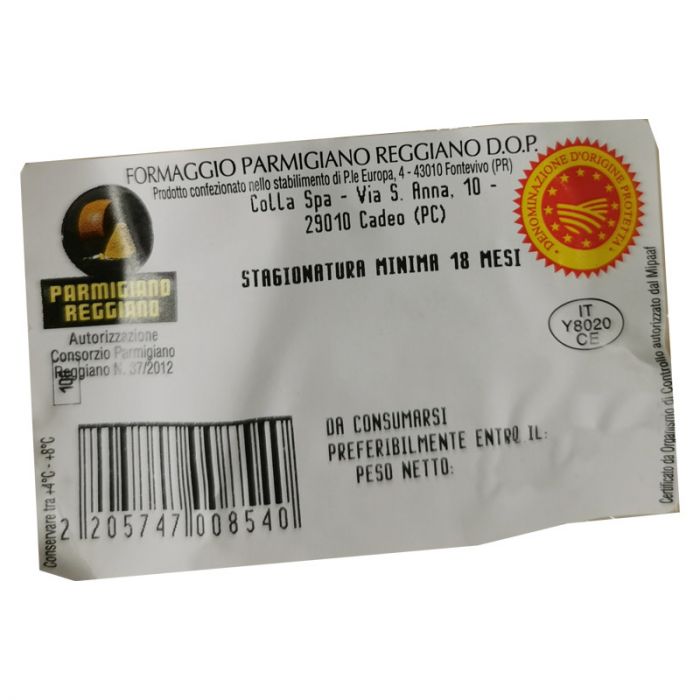 FORMAGGIO PARMIGIANO REGGIANO D.O.P.
Prodotto confezionato nello stabilimento di P.le Europa, 4 - 43010 Fontevivo (PR)
Colla Spa - Via S. Anna, 10 -
29010 Cadeo (PC)
STAGIONATURA MINIMA 18 MESI
DENOMINAZIONE D'ORIGINE PROTETTA
PARMIGIANO
REGGIANO
Autorizzazione
Consorzio Parmigiano
Reggiano N. 37/2012
IT
Y8020
CE
DA CONSUMARSI
PREFERIBILMENTE ENTRO IL:
PESO NETTO:
2 205747 008540
Conservare tra +4°C - +8°C
Certificato da Organismo di Controllo autorizzato dal Mipaaf